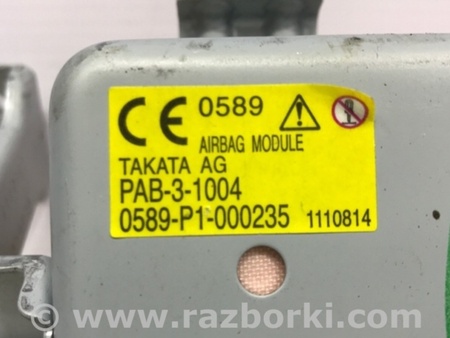 CE 0589
AIRBAG MODULE
TAKATA AG
PAB-3-1004
0589-P1-000235 1110814
www.razborki.com